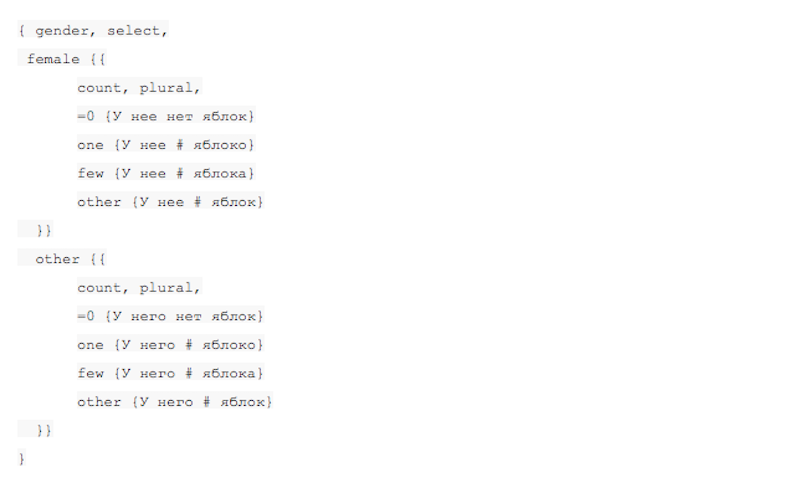 { gender, select,
female {{
count, plural,
=0 {У нее нет яблок}
one {У нее # яблоко}
few {У нее # яблока}
other {У нее # яблок}
}}
other {{
count, plural,
=0 {У него нет яблок}
one {У него # яблоко}
few {У него # яблока}
other {У него # яблок}
}}
}